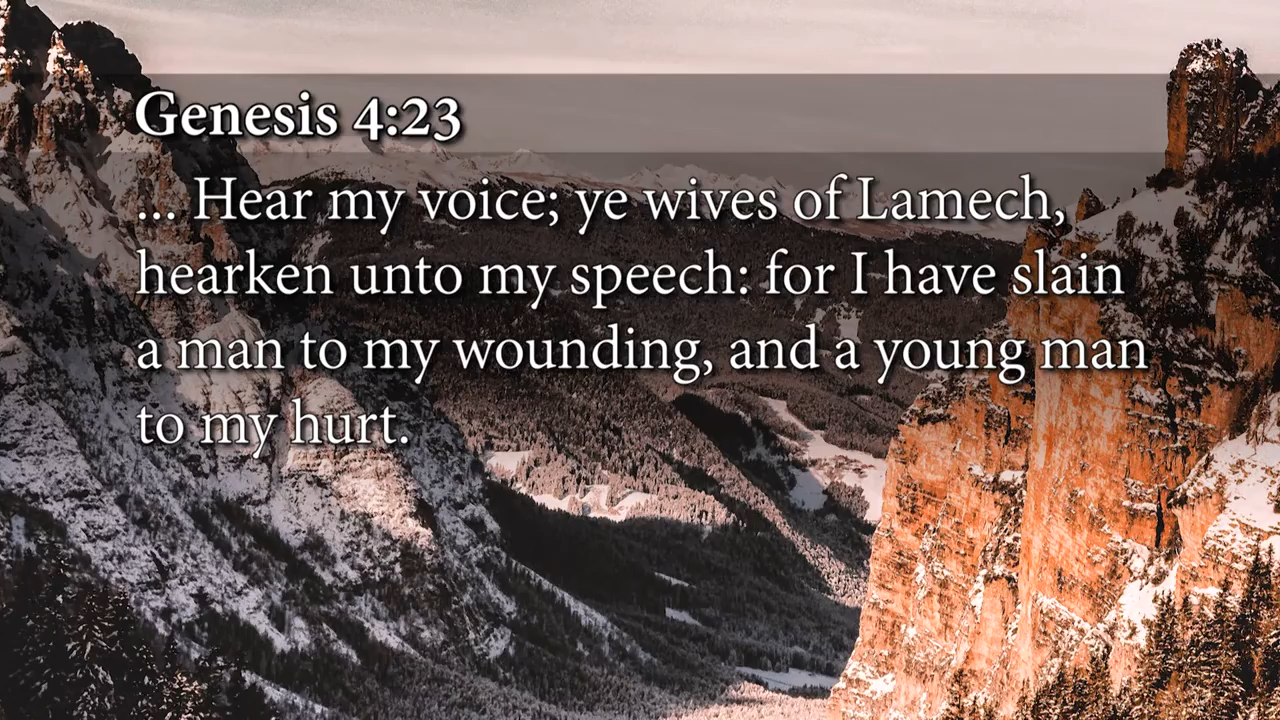 Genesis 4:23
... Hear my voice; ye wives of Lamech,
hearken unto my speech: for I have slain
a man to my wounding, and a young man
to my hurt.